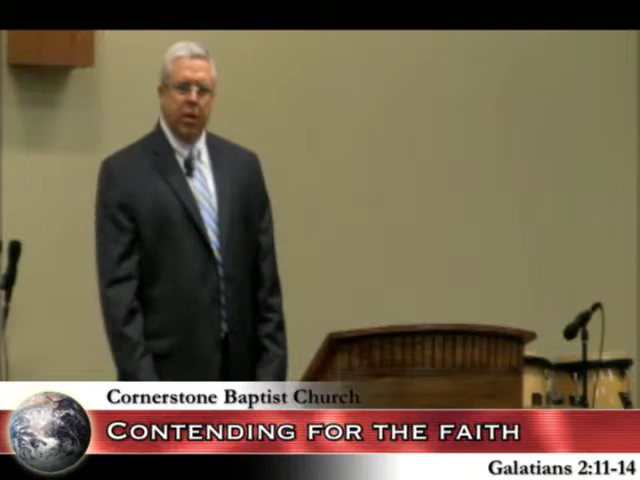 Cornerstone Baptist Church
CONTENDING FOR THE FAITH
Galatians 2:11-14